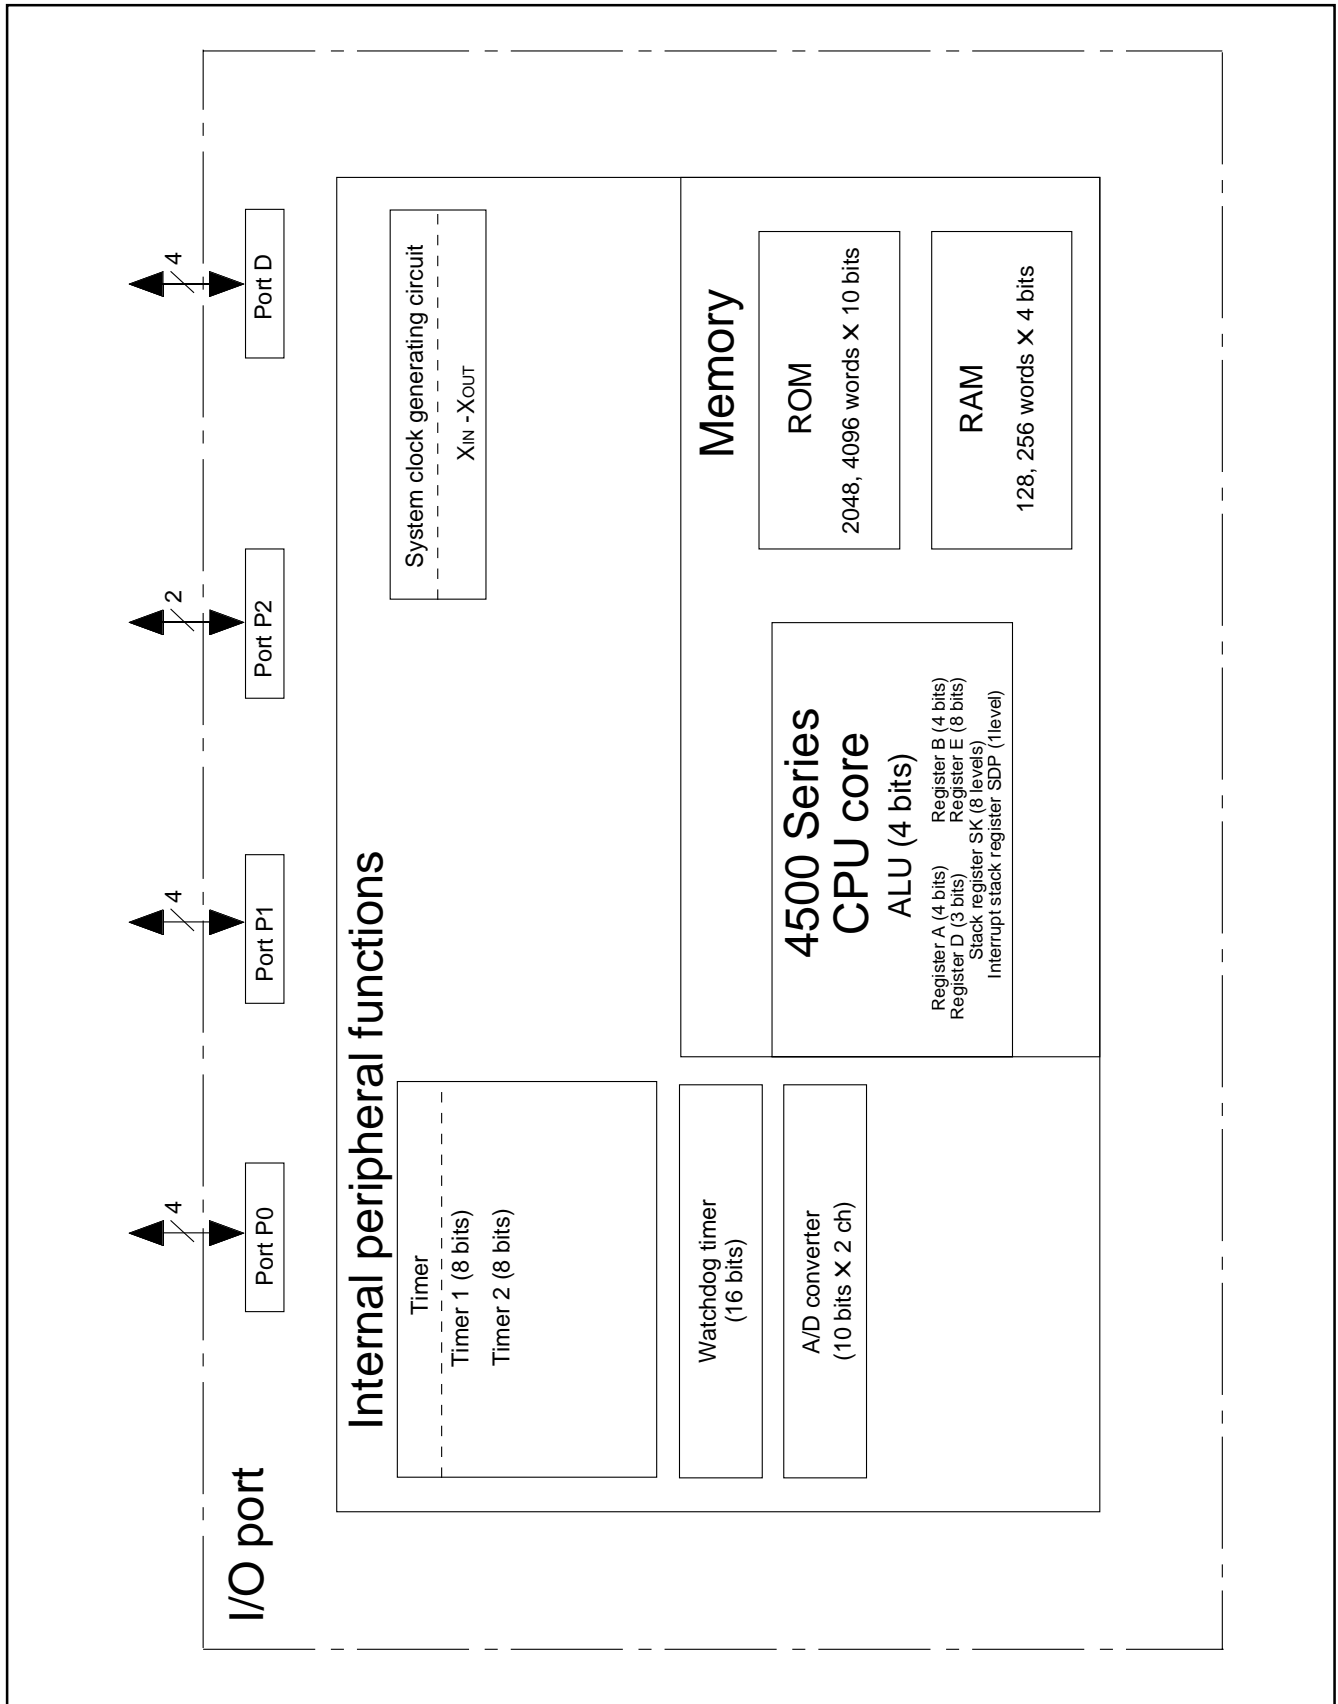 I/O port
4
4
2
4
Port P0
Port P1
Port P2
Port D
Internal peripheral functions
Timer
Timer 1 (8 bits)
Timer 2 (8 bits)
System clock generating circuit
XIN -XOUT
Watchdog timer
(16 bits)
A/D converter
(10 bits X 2 ch)
4500 Series
CPU core
ALU (4 bits)
Register A (4 bits) Register B (4 bits)
Register D (3 bits) Register E (8 bits)
Stack register SK (8 levels)
Interrupt stack register SDP (1level)
Memory
ROM
2048, 4096 words X 10 bits
RAM
128, 256 words X 4 bits